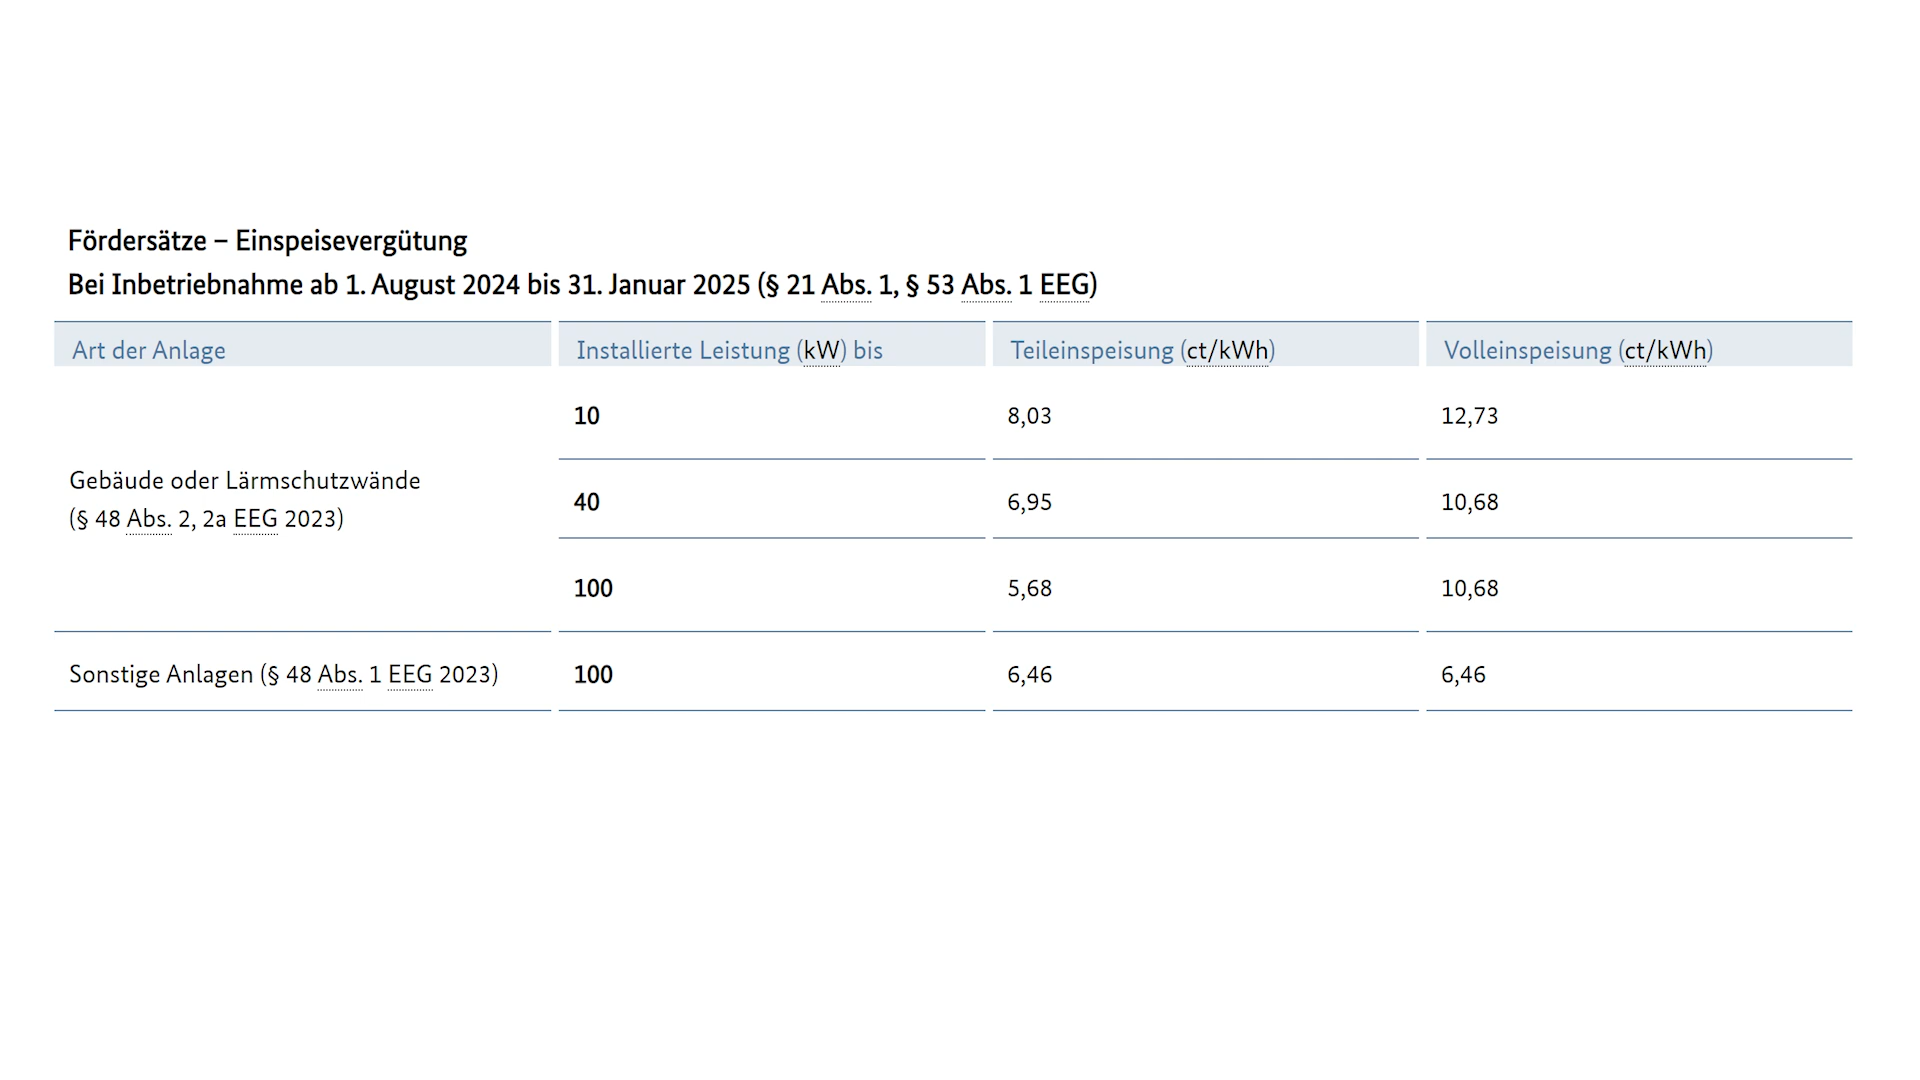 Fördersätze – Einspeisevergütung
Bei Inbetriebnahme ab 1. August 2024 bis 31. Januar 2025 (§ 21 Abs. 1, § 53 Abs. 1 EEG)
Art der Anlage Installierte Leistung (kW) bis Teileinspeisung (ct/kWh) Volleinspeisung (ct/kWh)
10 8,03 12,73
Gebäude oder Lärmschutzwände
(§ 48 Abs. 2, 2a EEG 2023)
40 6,95 10,68
100 5,68 10,68
Sonstige Anlagen (§ 48 Abs. 1 EEG 2023) 100 6,46 6,46